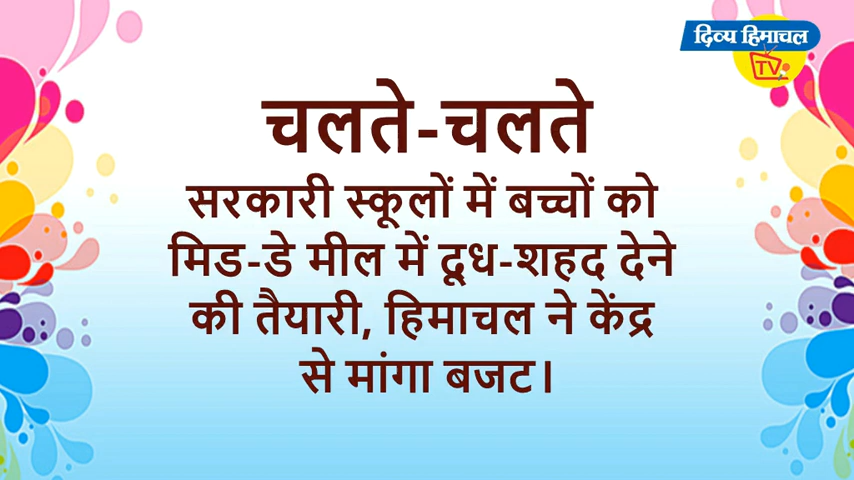 दिव्य हिमाचल
TV
चलते-चलते
सरकारी स्कूलों में बच्चों को
मिड-डे मील में दूध-शहद देने
की तैयारी, हिमाचल ने केंद्र
से मांगा बजट।